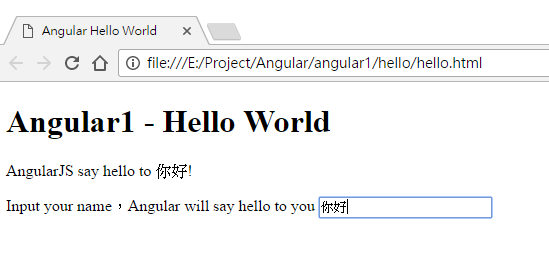 Angular Hello World
file:///E:/Project/Angular/angular1/hello/hello.html
Angular1 - Hello World
AngularJS say hello to 你好!
Input your name，Angular will say hello to you 你好